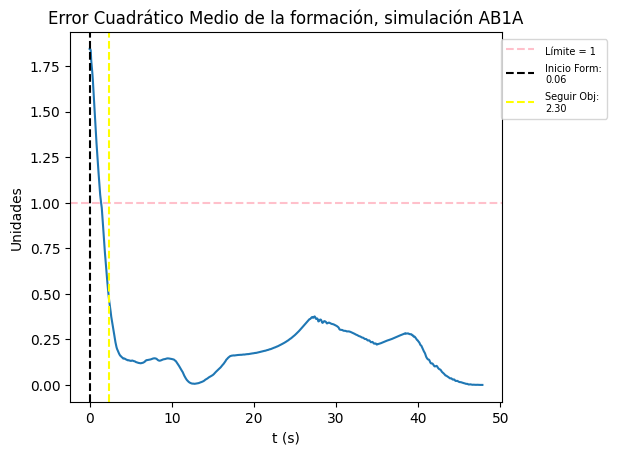 Error Cuadrático Medio de la formación, simulación AB1A
Límite = 1
Inicio Form:
0.06
Seguir Obj:
2.30
Unidades
1.75
1.50
1.25
1.00
0.75
0.50
0.25
0.00
0
10
20
30
40
50
t (s)